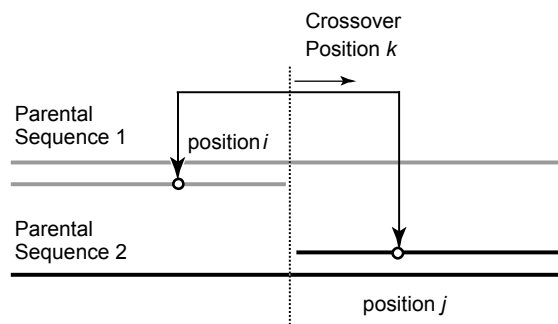 Crossover
Position k
Parental
Sequence 1
position i
Parental
Sequence 2
position j